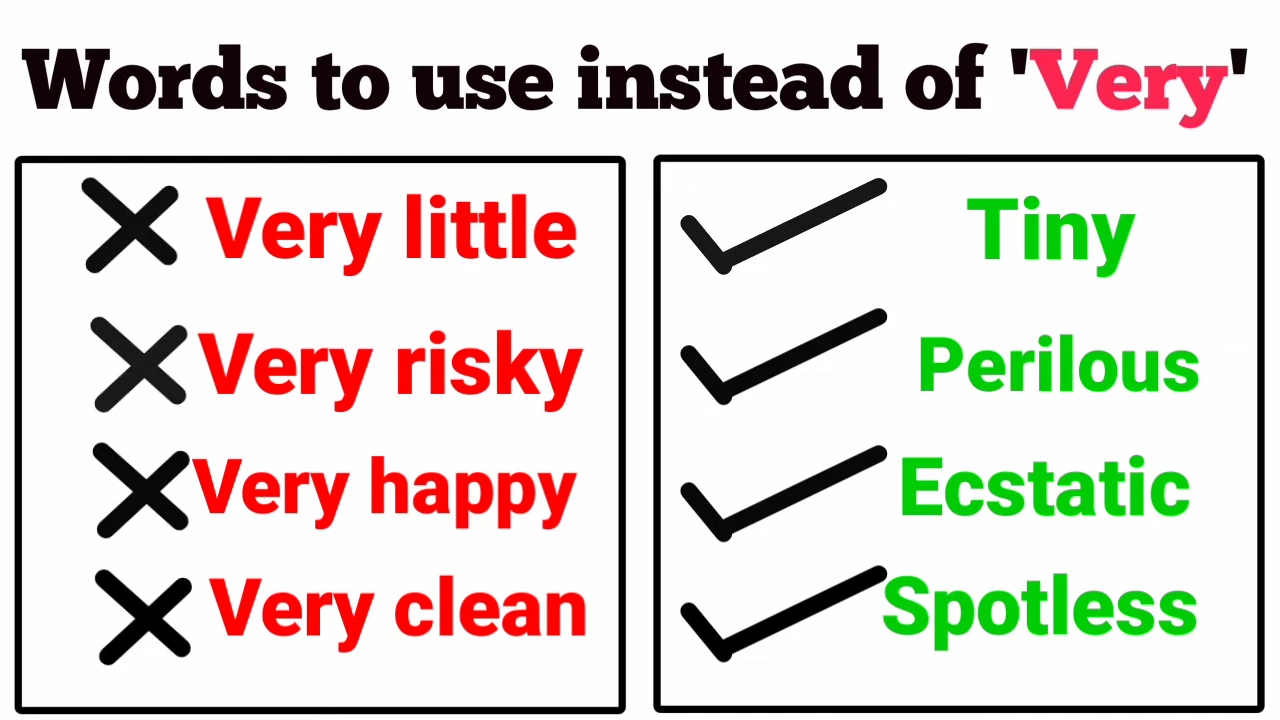 Words to use instead of 'Very'
Very little
Very risky
Very happy
Very clean
Tiny
Perilous
Ecstatic
Spotless